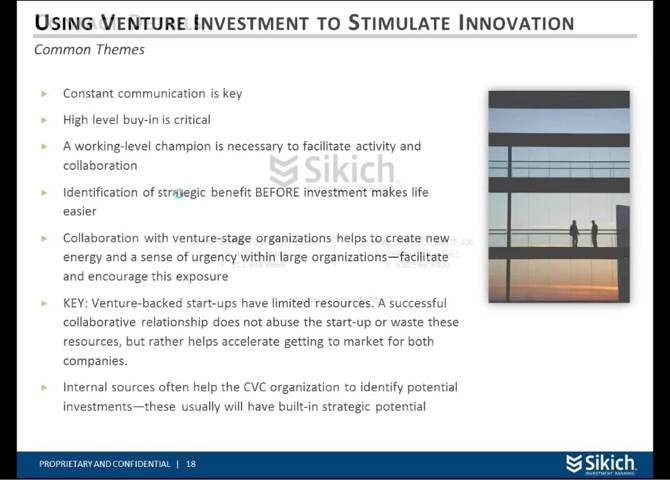 USING VENTURE INVESTMENT TO STIMULATE INNOVATION
Common Themes
Constant communication is key
High level buy-in is critical
A working-level champion is necessary to facilitate activity and
collaboration
Sikich
Identification of strategic benefit BEFORE investment makes life
easier
Collaboration with venture-stage organizations helps to create new
energy and a sense of urgency within large organizations—facilitate
and encourage this exposure
KEY: Venture-backed start-ups have limited resources. A successful
collaborative relationship does not abuse the start-up or waste these
resources, but rather helps accelerate getting to market for both
companies.
Internal sources often help the CVC organization to identify potential
investments—these usually will have built-in strategic potential
PROPRIETARY AND CONFIDENTIAL | 18
Sikich
INVESTMENT BANKING